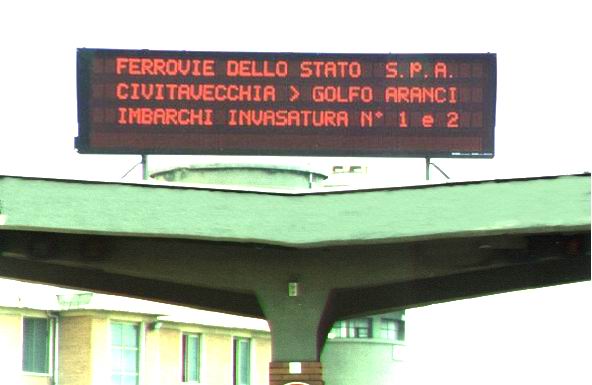 FERROVIE DELLO STATO S.P.A.
CIVITAVECCHIA > GOLFO ARANCI
IMBARCHI INVASATURA N° 1 e 2